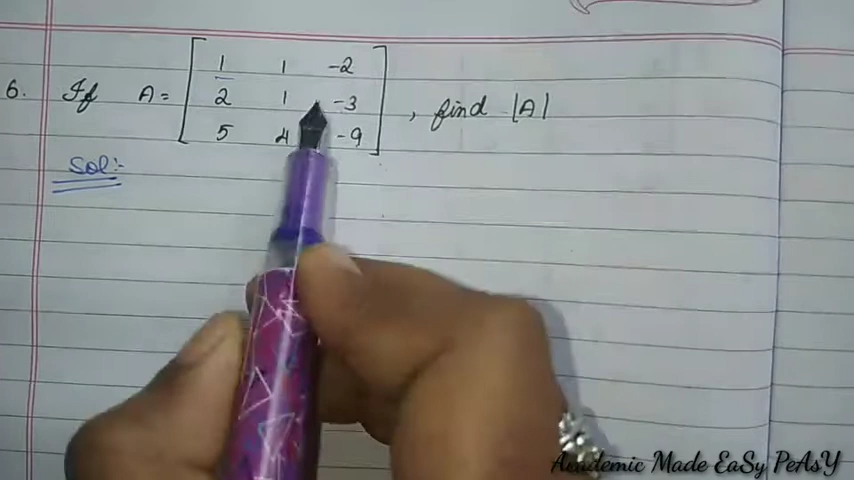 1 1 -2
6. If A = 2 1 -3 , find |A|
5 4 -9
Sol:-
Academic Made EaSy PeAsY